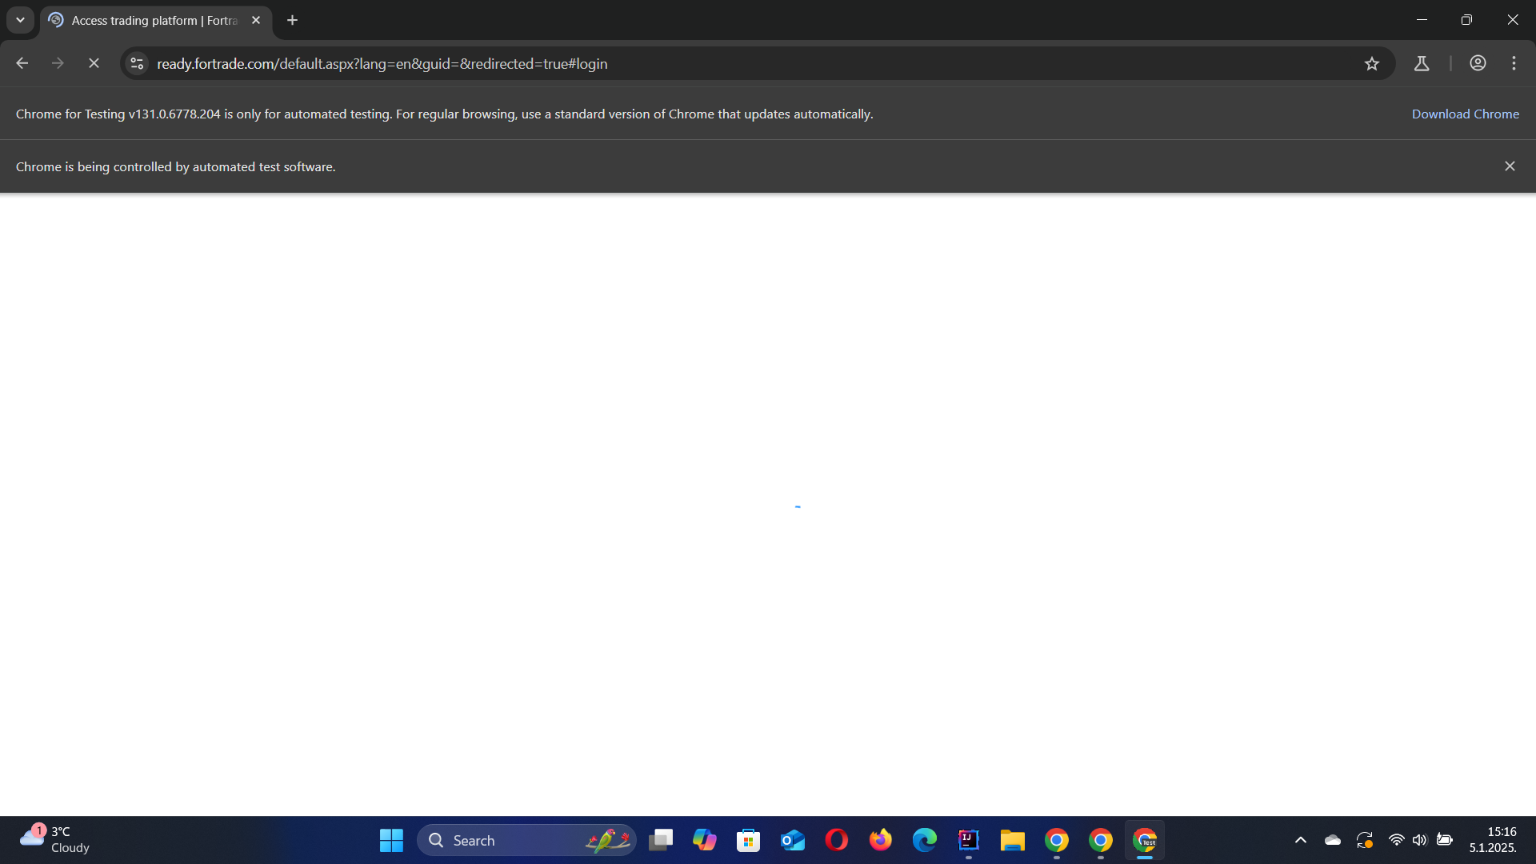 Access trading platform | Fortra
ready.fortrade.com/default.aspx?lang=en&guid=&redirected=true#login
Chrome for Testing v131.0.6778.204 is only for automated testing. For regular browsing, use a standard version of Chrome that updates automatically.
Download Chrome
Chrome is being controlled by automated test software.
1
3°C
Cloudy
Search
IJ
Test
15:16
5.1.2025.